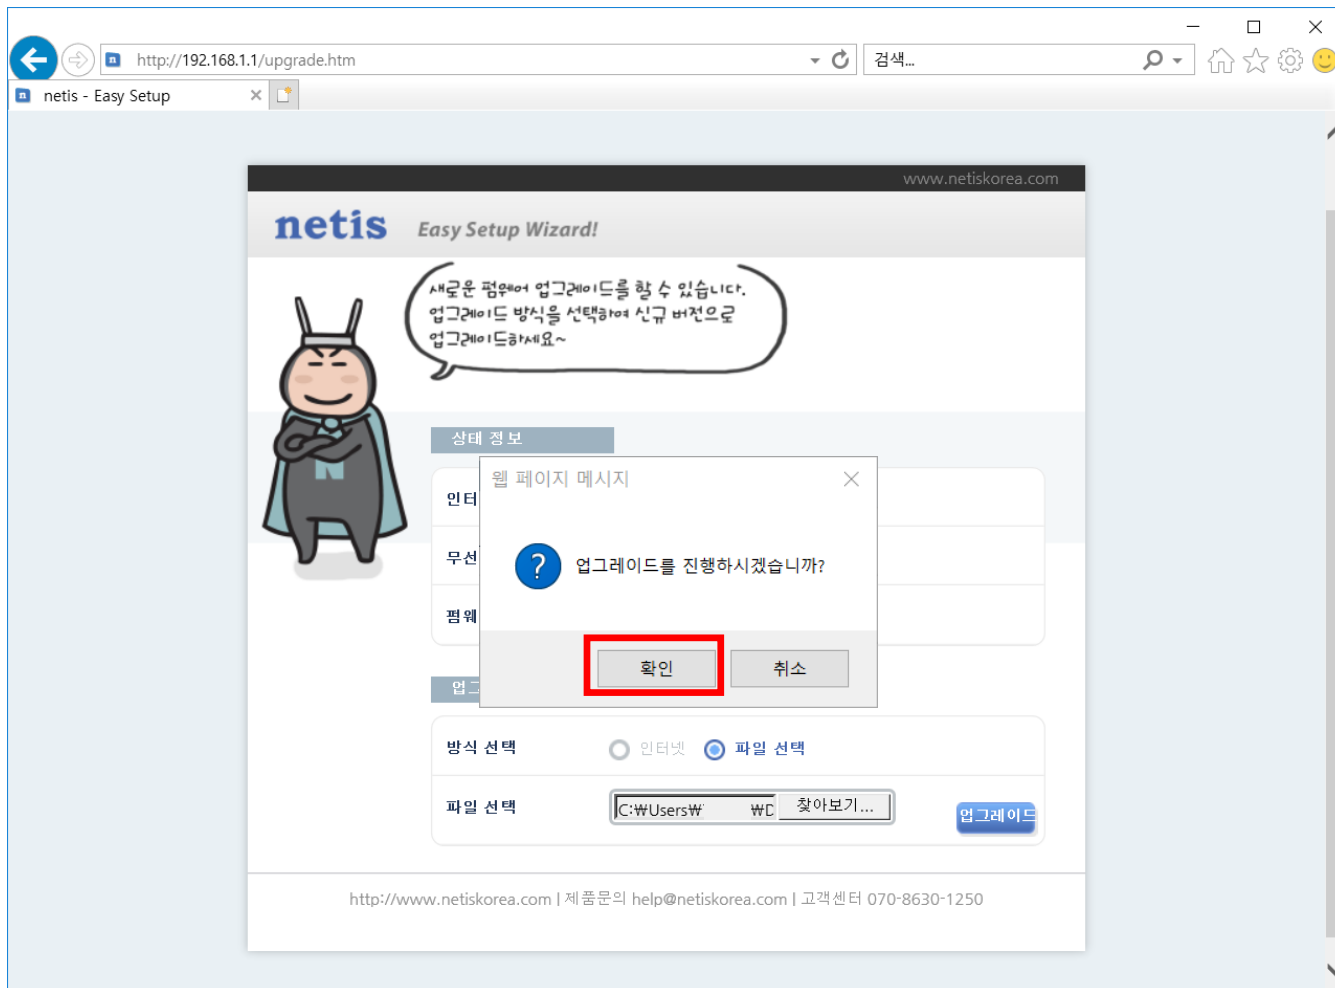 http://192.168.1.1/upgrade.htm
검색...
netis - Easy Setup
www.netiskorea.com
netis Easy Setup Wizard!
새로운 펌웨어 업그레이드를 할 수 있습니다.
업그레이드 방식을 선택하여 신규 버전으로
업그레이드하세요~
N
상태 정보
웹 페이지 메시지
인터
무선
업그레이드를 진행하시겠습니까?
펌웨
확인 취소
업그
방식 선택 인터넷 파일 선택
파일 선택 C:₩Users₩ ₩D 찾아보기... 업그레이드
http://www.netiskorea.com | 제품문의 help@netiskorea.com | 고객센터 070-8630-1250